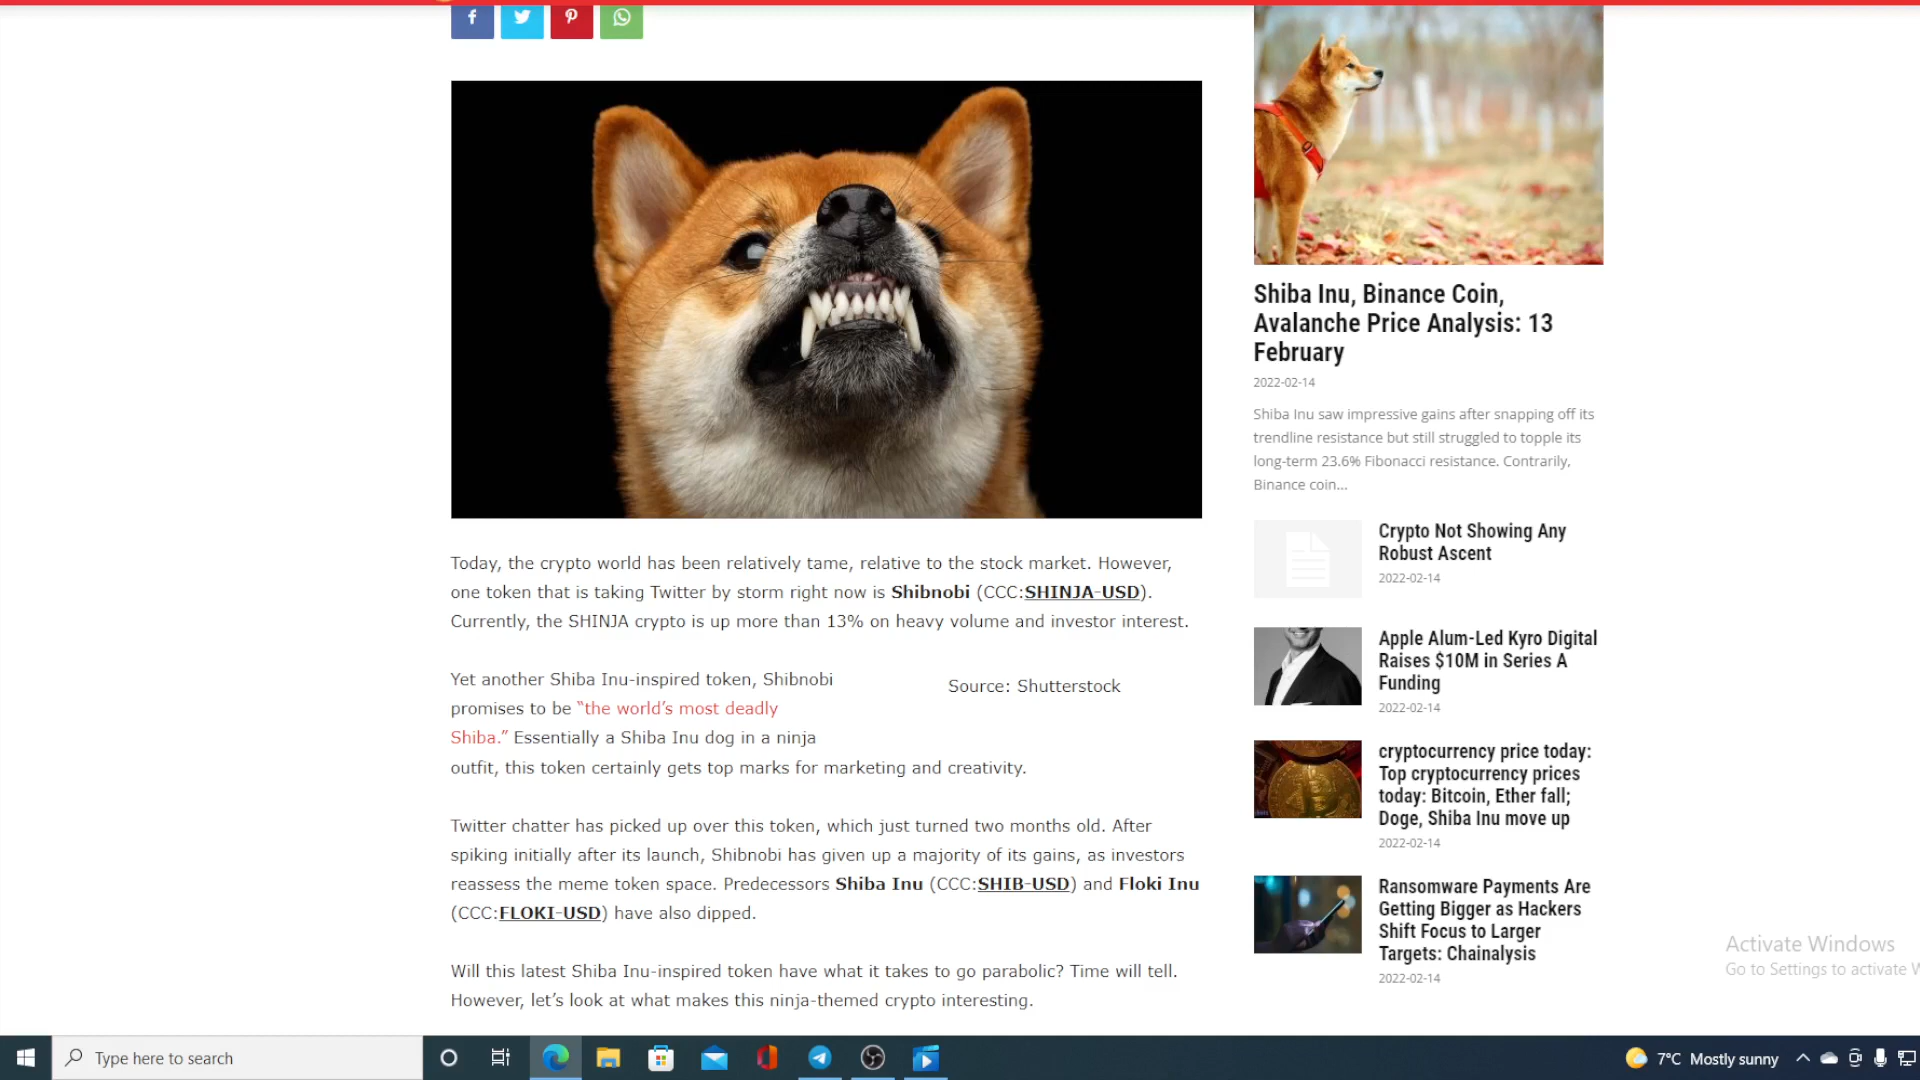 Today, the crypto world has been relatively tame, relative to the stock market. However,
one token that is taking Twitter by storm right now is Shibnobi (CCC:SHINJA-USD).
Currently, the SHINJA crypto is up more than 13% on heavy volume and investor interest.
Yet another Shiba Inu-inspired token, Shibnobi
promises to be “the world’s most deadly
Shiba.” Essentially a Shiba Inu dog in a ninja
outfit, this token certainly gets top marks for marketing and creativity.
Source: Shutterstock
Twitter chatter has picked up over this token, which just turned two months old. After
spiking initially after its launch, Shibnobi has given up a majority of its gains, as investors
reassess the meme token space. Predecessors Shiba Inu (CCC:SHIB-USD) and Floki Inu
(CCC:FLOKI-USD) have also dipped.
Will this latest Shiba Inu-inspired token have what it takes to go parabolic? Time will tell.
However, let’s look at what makes this ninja-themed crypto interesting.
Shiba Inu, Binance Coin,
Avalanche Price Analysis: 13
February
2022-02-14
Shiba Inu saw impressive gains after snapping off its
trendline resistance but still struggled to topple its
long-term 23.6% Fibonacci resistance. Contrarily,
Binance coin...
Crypto Not Showing Any
Robust Ascent
2022-02-14
Apple Alum-Led Kyro Digital
Raises $10M in Series A
Funding
2022-02-14
cryptocurrency price today:
Top cryptocurrency prices
today: Bitcoin, Ether fall;
Doge, Shiba Inu move up
2022-02-14
Ransomware Payments Are
Getting Bigger as Hackers
Shift Focus to Larger
Targets: Chainalysis
2022-02-14
Activate Windows
Go to Settings to activate W
Type here to search
7°C Mostly sunny